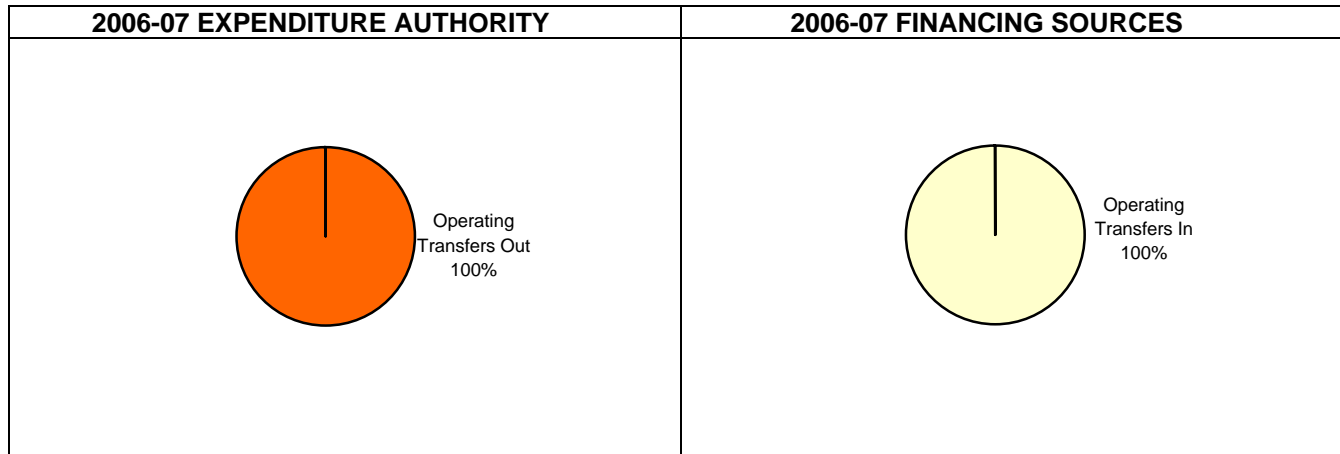 2006-07 EXPENDITURE AUTHORITY
2006-07 FINANCING SOURCES
Operating
Transfers Out
100%
Operating
Transfers In
100%